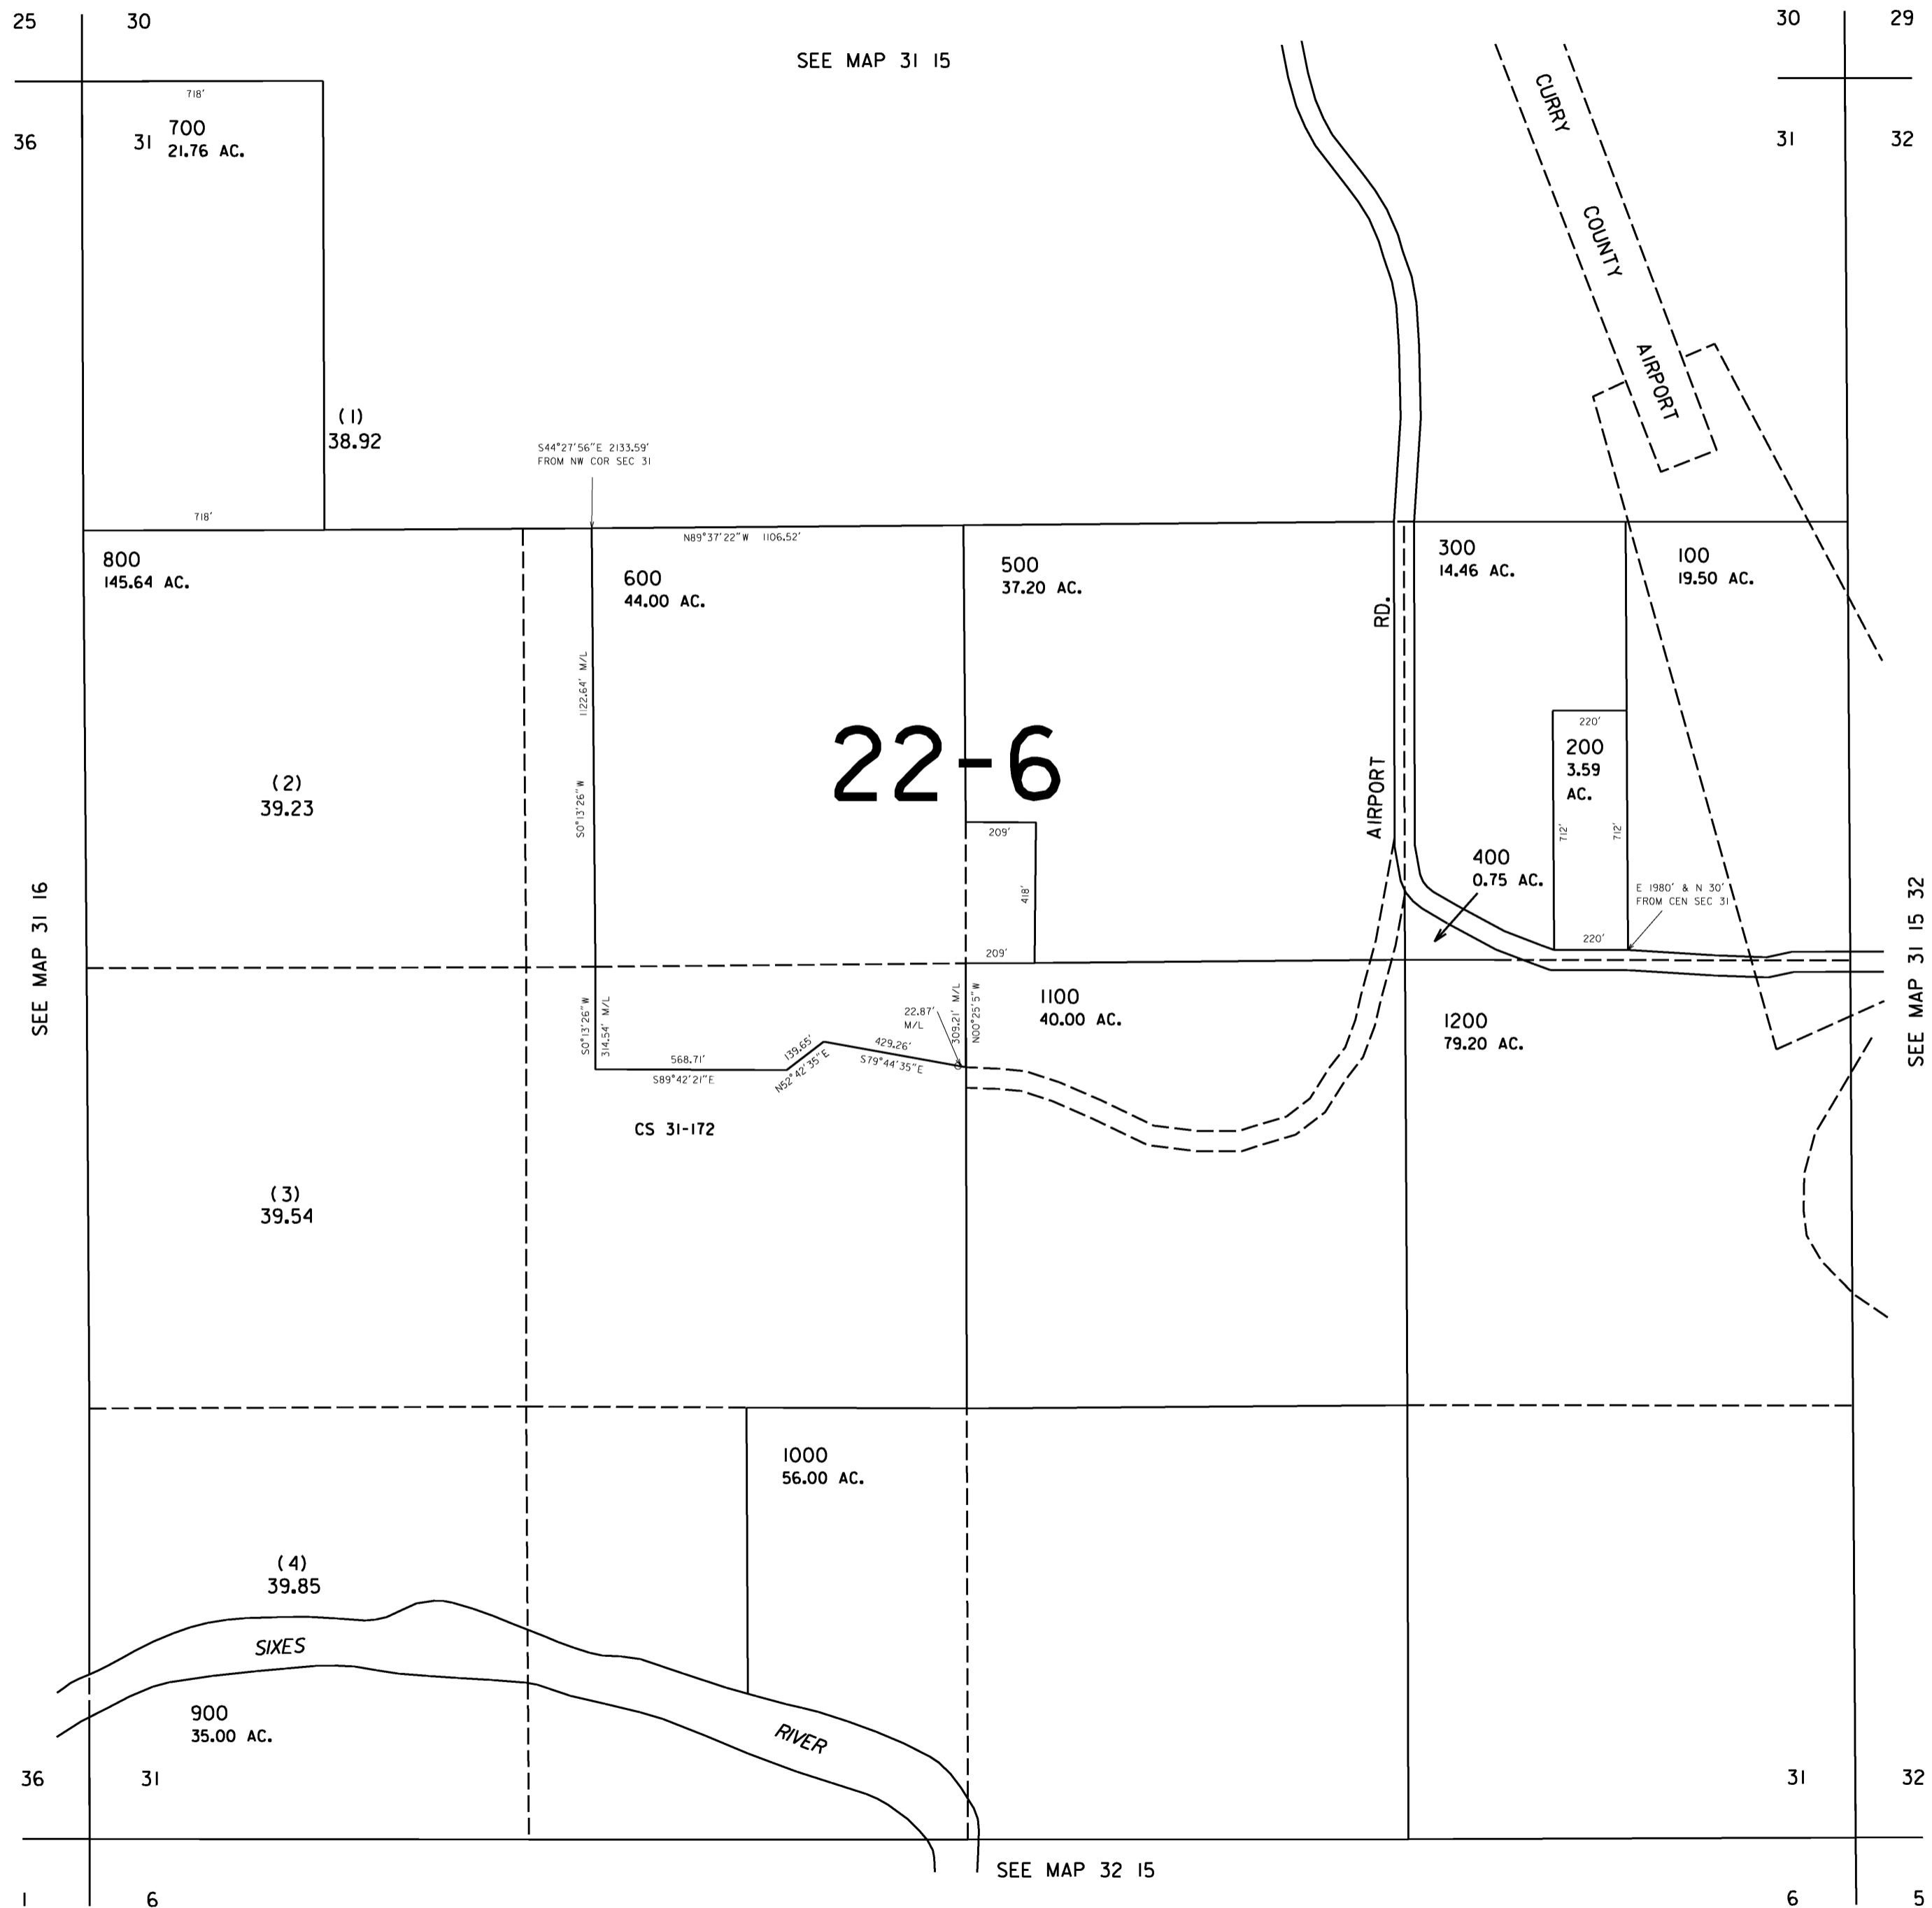 25
30
30
29
SEE MAP 31 15
36
31
31
32
718'
700
21.76 AC.
CURRY
COUNTY
AIRPORT
(1)
38.92
718'
S44°27'56"E 2133.59'
FROM NW COR SEC 31
N89°37'22"W 1106.52'
800
145.64 AC.
600
44.00 AC.
500
37.20 AC.
300
14.46 AC.
100
19.50 AC.
AIRPORT RD.
1122.64' M/L
S0°13'26"W
22-6
220'
200
3.59
AC.
712'
712'
220'
(2)
39.23
209'
418'
209'
400
0.75 AC.
E 1980' & N 30'
FROM CEN SEC 31
SEE MAP 31 16
SEE MAP 31 15 32
S0°13'26"W
314.54' M/L
568.71'
S89°42'21"E
139.65'
N52°42'35"E
429.26'
S79°44'35"E
22.87'
M/L
309.21' M/L
N00°25'5"W
1100
40.00 AC.
1200
79.20 AC.
CS 31-172
(3)
39.54
1000
56.00 AC.
(4)
39.85
SIXES
RIVER
900
35.00 AC.
36
31
31
32
SEE MAP 32 15
1
6
6
5